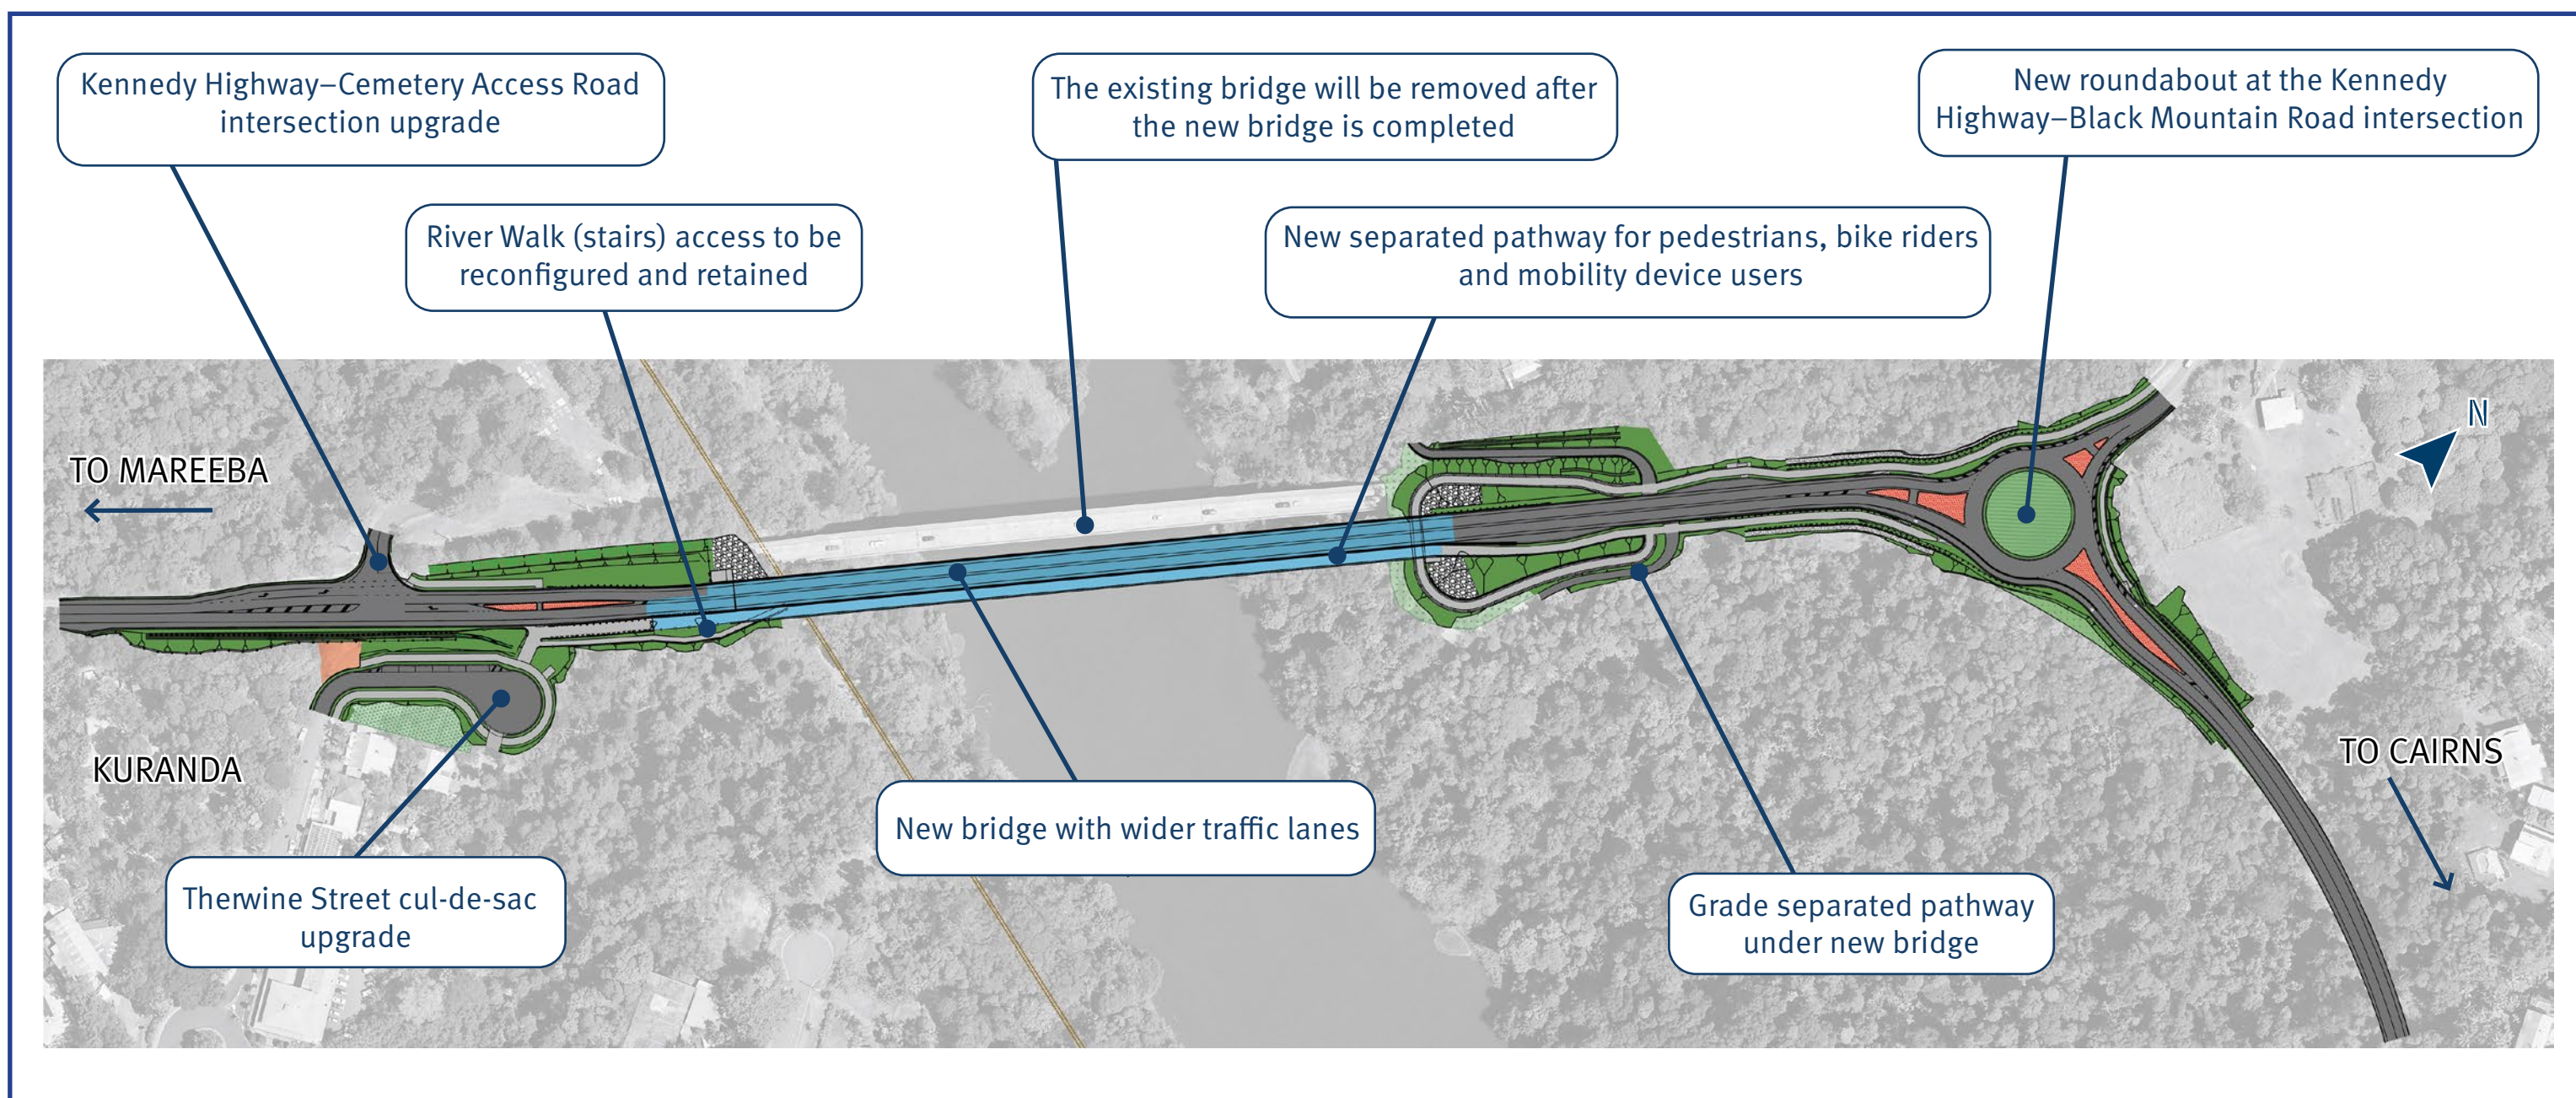 Kennedy Highway–Cemetery Access Road
intersection upgrade
The existing bridge will be removed after
the new bridge is completed
New roundabout at the Kennedy
Highway–Black Mountain Road intersection
River Walk (stairs) access to be
reconfigured and retained
New separated pathway for pedestrians, bike riders
and mobility device users
N
TO MAREEBA
KURANDA
TO CAIRNS
New bridge with wider traffic lanes
Therwine Street cul-de-sac
upgrade
Grade separated pathway
under new bridge